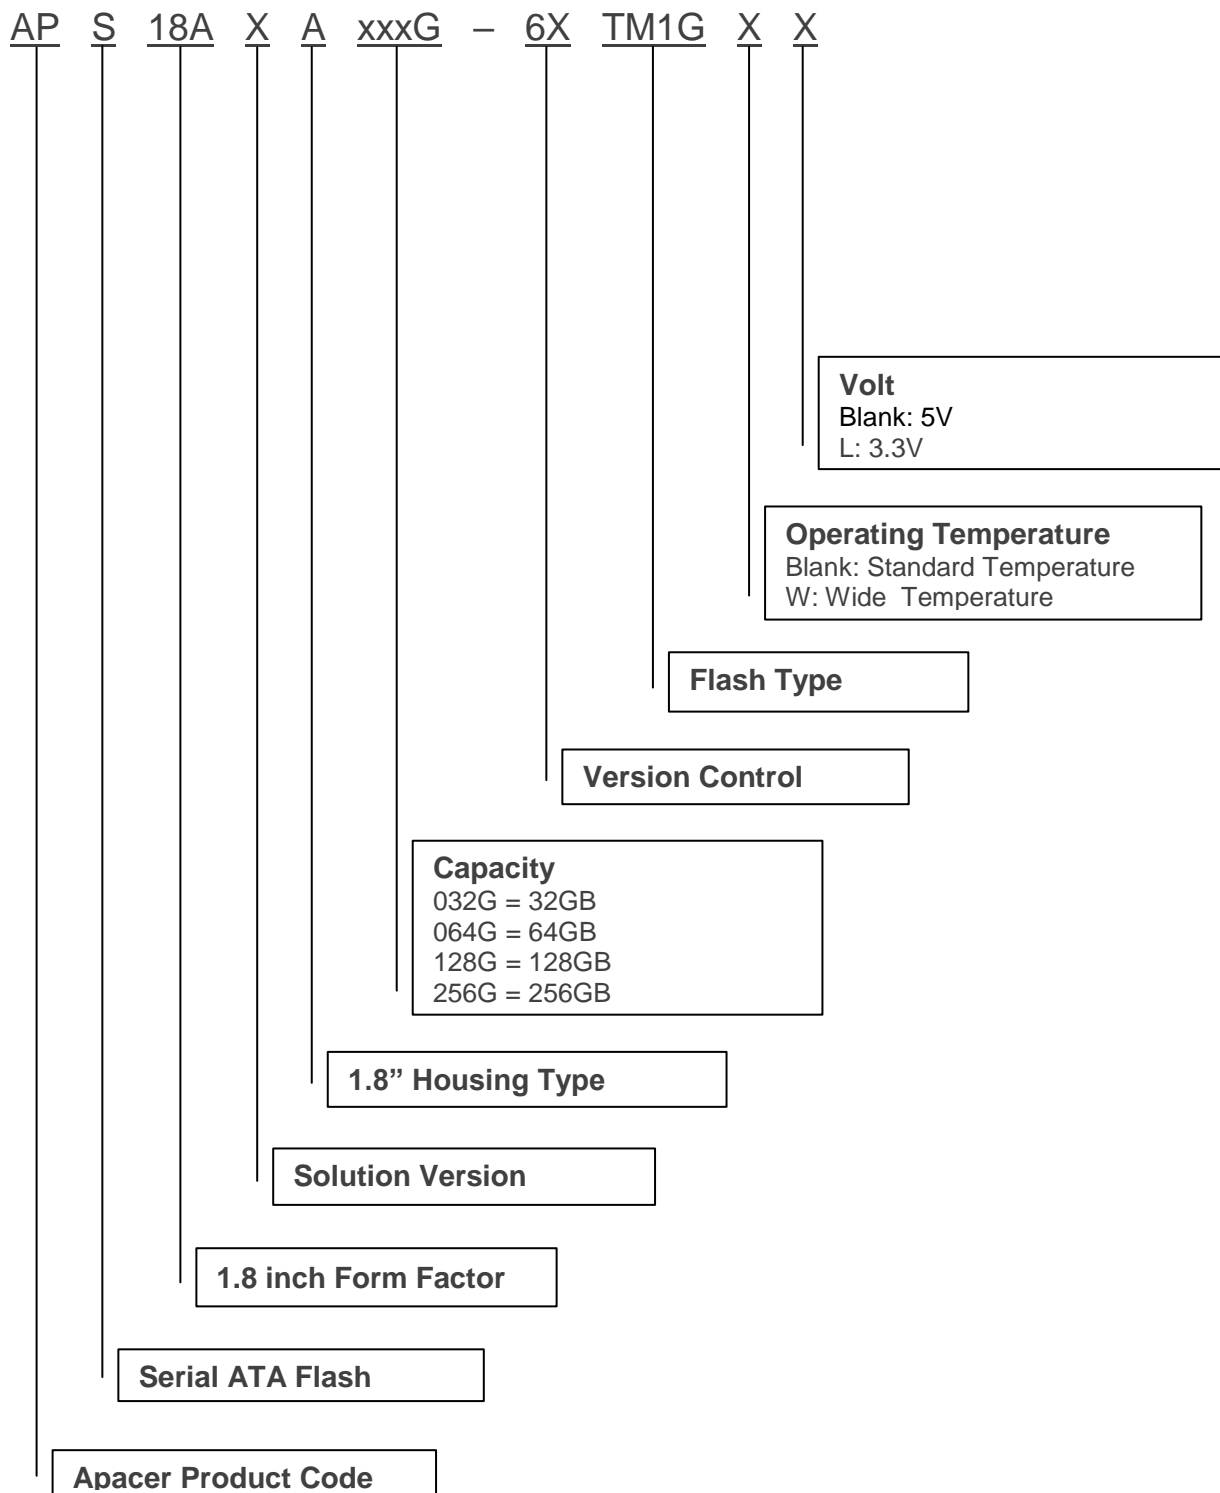 AP S 18A X A xxxG – 6X TM1G X X
Volt
Blank: 5V
L: 3.3V
Operating Temperature
Blank: Standard Temperature
W: Wide Temperature
Flash Type
Version Control
Capacity
032G = 32GB
064G = 64GB
128G = 128GB
256G = 256GB
1.8” Housing Type
Solution Version
1.8 inch Form Factor
Serial ATA Flash
Apacer Product Code